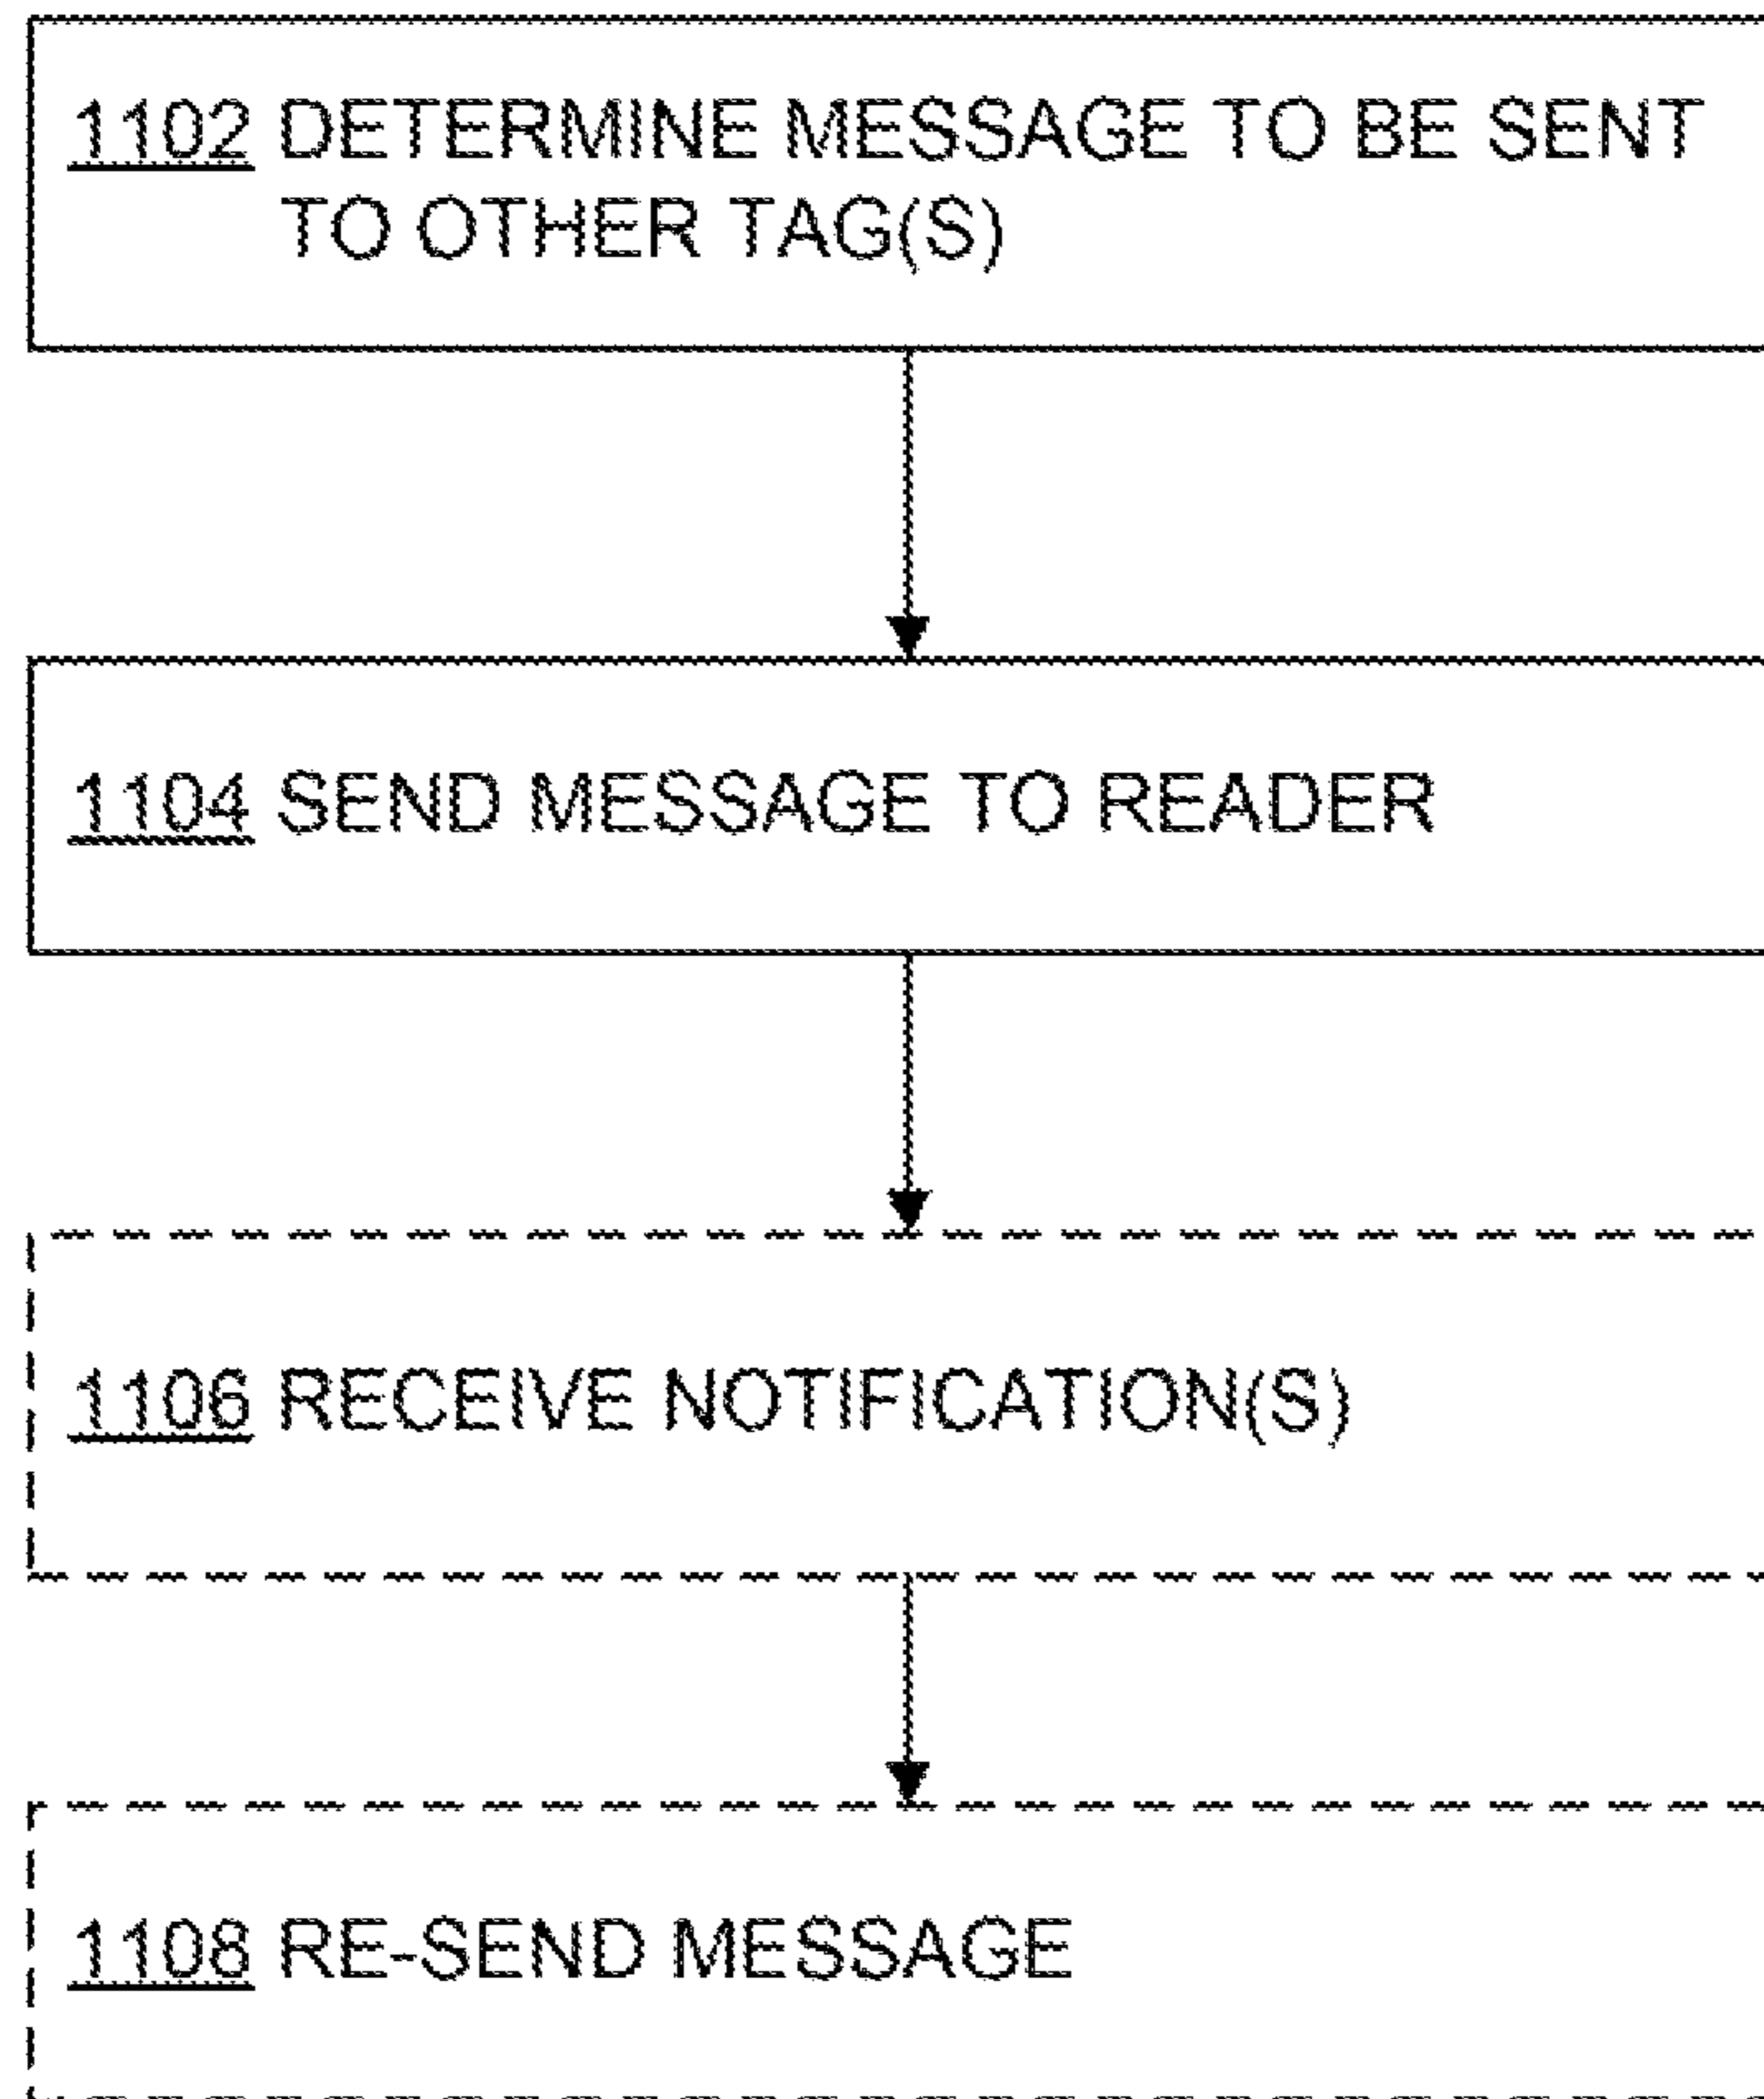 1102 DETERMINE MESSAGE TO BE SENT
TO OTHER TAG(S)
1104 SEND MESSAGE TO READER
1106 RECEIVE NOTIFICATION(S)
1108 RE-SEND MESSAGE